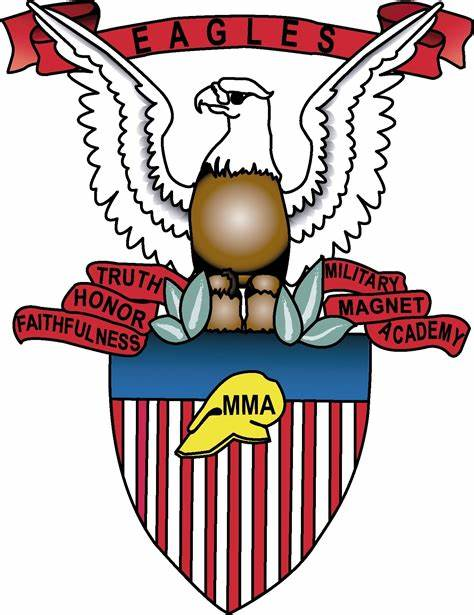 EAGLES
TRUTH
HONOR
FAITHFULNESS
MILITARY
MAGNET
ACADEMY
MMA